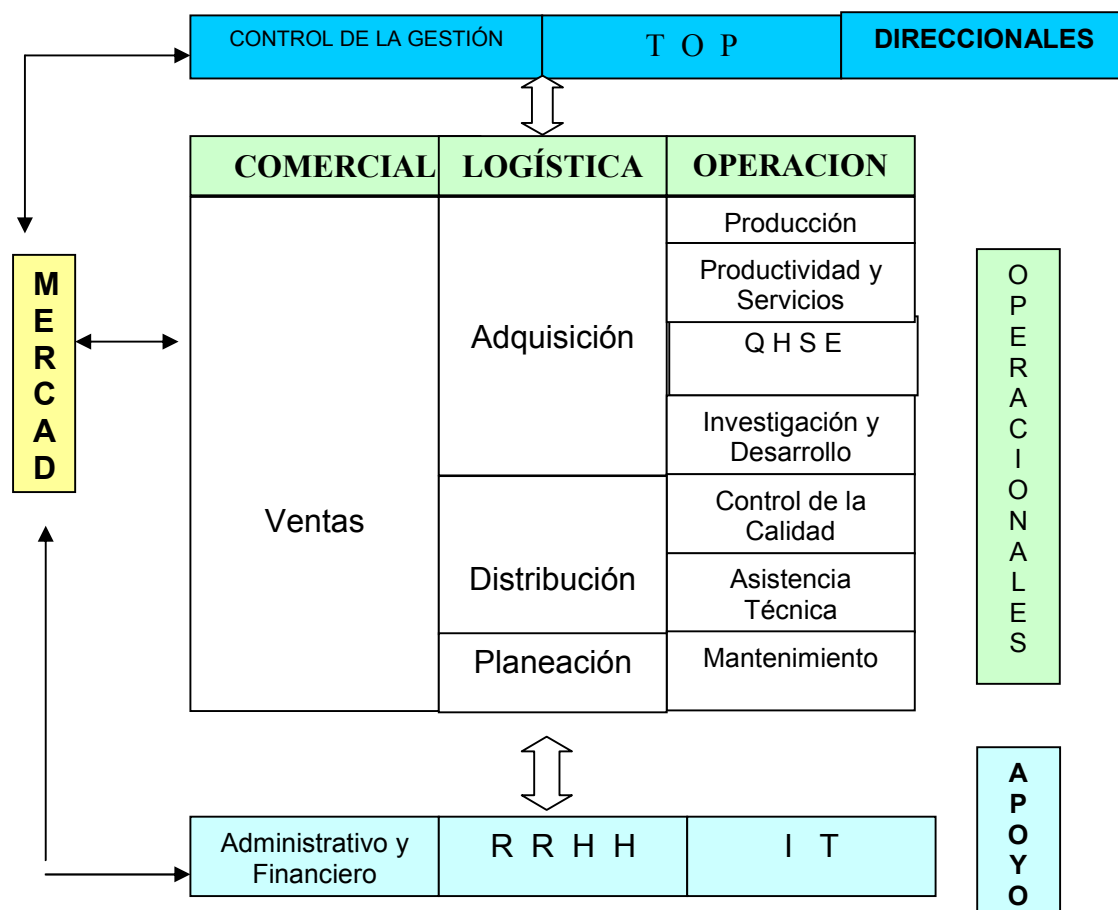 CONTROL DE LA GESTIÓN
T O P
DIRECCIONALES
COMERCIAL
LOGÍSTICA
OPERACION
Ventas
Adquisición
Distribución
Planeación
Producción
Productividad y
Servicios
Q H S E
Investigación y
Desarrollo
Control de la
Calidad
Asistencia
Técnica
Mantenimiento
M
E
R
C
A
D
O
P
E
R
A
C
I
O
N
A
L
E
S
Administrativo y
Financiero
R R H H
I T
A
P
O
Y
O